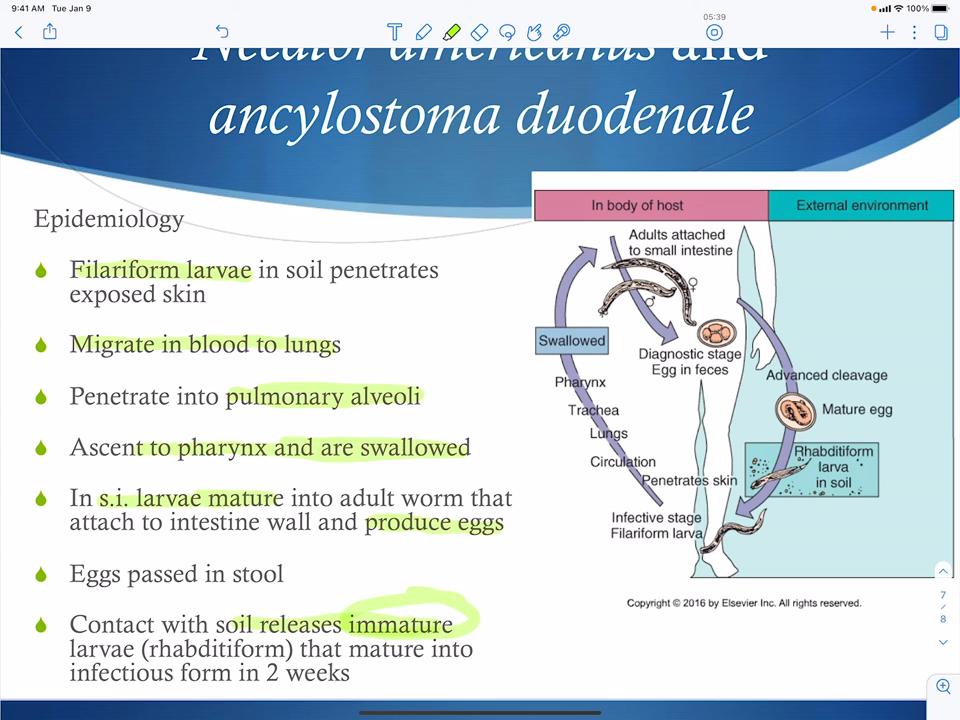 9:41 AM Tue Jan 9
100%
05:39
Necator americanus and
ancylostoma duodenale
Epidemiology
Filariform larvae in soil penetrates
exposed skin
Migrate in blood to lungs
Penetrate into pulmonary alveoli
Ascent to pharynx and are swallowed
In s.i. larvae mature into adult worm that
attach to intestine wall and produce eggs
Eggs passed in stool
Contact with soil releases immature
larvae (rhabditiform) that mature into
infectious form in 2 weeks
In body of host
External environment
Adults attached
to small intestine
♀
♂
Swallowed
Diagnostic stage
Egg in feces
Pharynx
Trachea
Lungs
Circulation
Penetrates skin
Infective stage
Filariform larva
Advanced cleavage
Mature egg
Rhabditiform
larva
in soil
Copyright © 2016 by Elsevier Inc. All rights reserved.
7
/
8